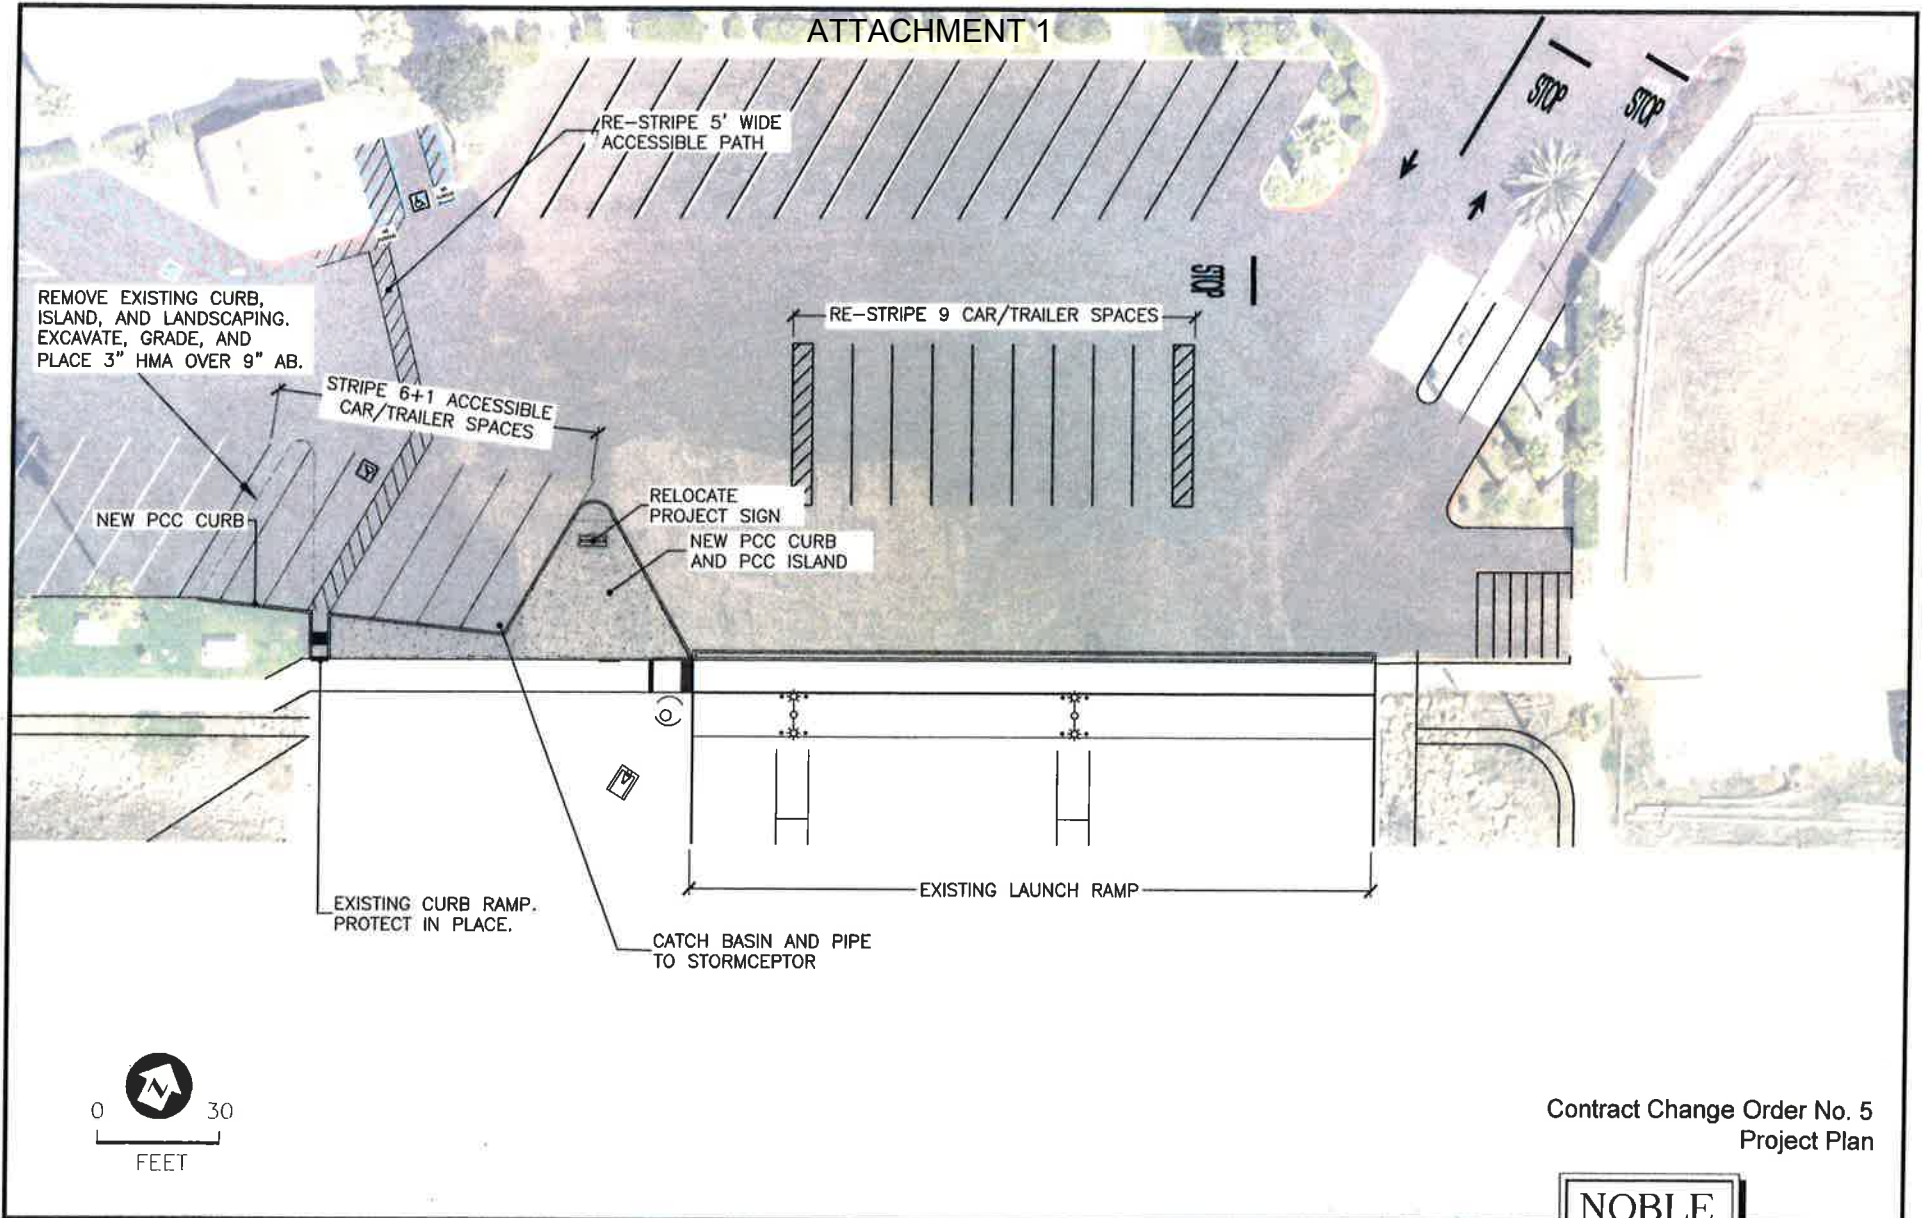 ATTACHMENT 1
STOP
STOP
RE-STRIPE 5' WIDE
ACCESSIBLE PATH
STOP
REMOVE EXISTING CURB,
ISLAND, AND LANDSCAPING.
EXCAVATE, GRADE, AND
PLACE 3" HMA OVER 9" AB.
RE-STRIPE 9 CAR/TRAILER SPACES
STRIPE 6+1 ACCESSIBLE
CAR/TRAILER SPACES
NEW PCC CURB
RELOCATE
PROJECT SIGN
NEW PCC CURB
AND PCC ISLAND
EXISTING LAUNCH RAMP
EXISTING CURB RAMP.
PROTECT IN PLACE.
CATCH BASIN AND PIPE
TO STORMCEPTOR
N
0 30
FEET
Contract Change Order No. 5
Project Plan
NOBLE